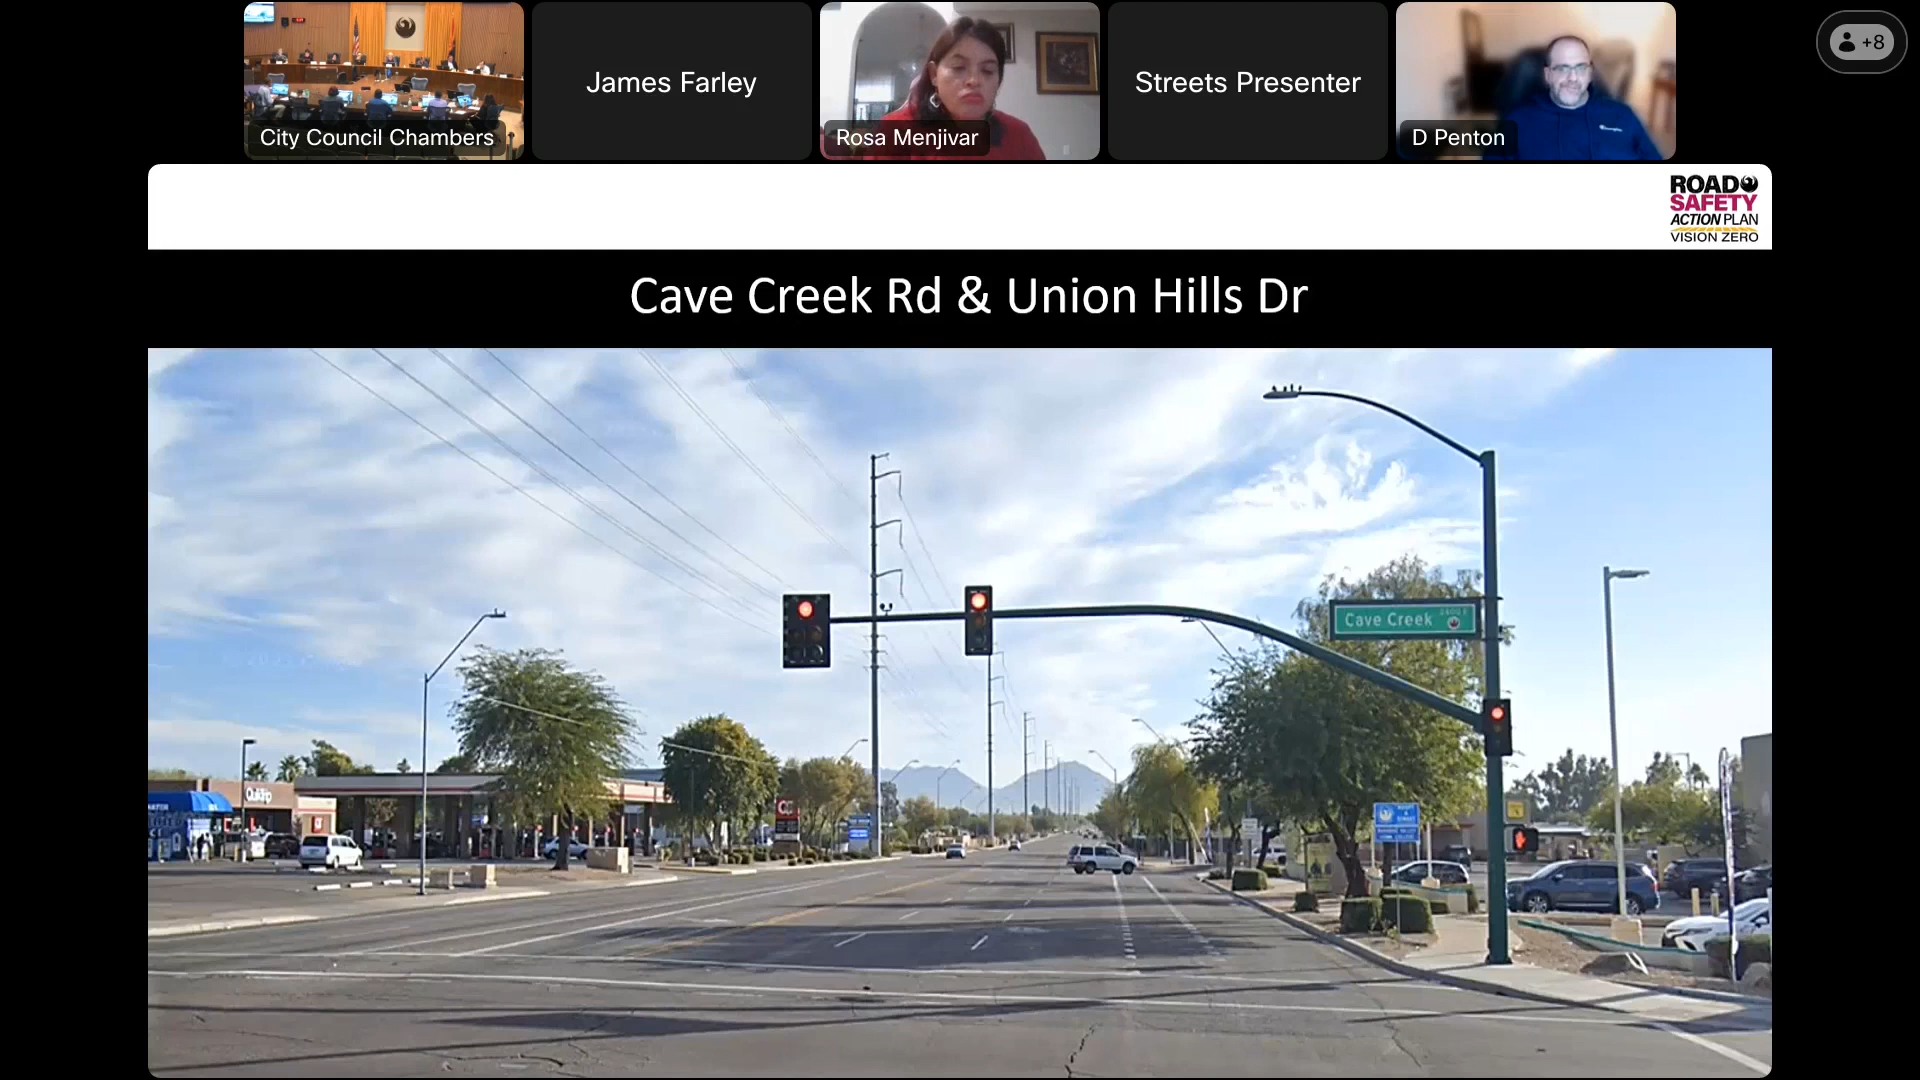 City Council Chambers
James Farley
Rosa Menjivar
Streets Presenter
D Penton
+8
ROAD
SAFETY
ACTION PLAN
VISION ZERO
Cave Creek Rd & Union Hills Dr
Cave Creek
QuikTrip